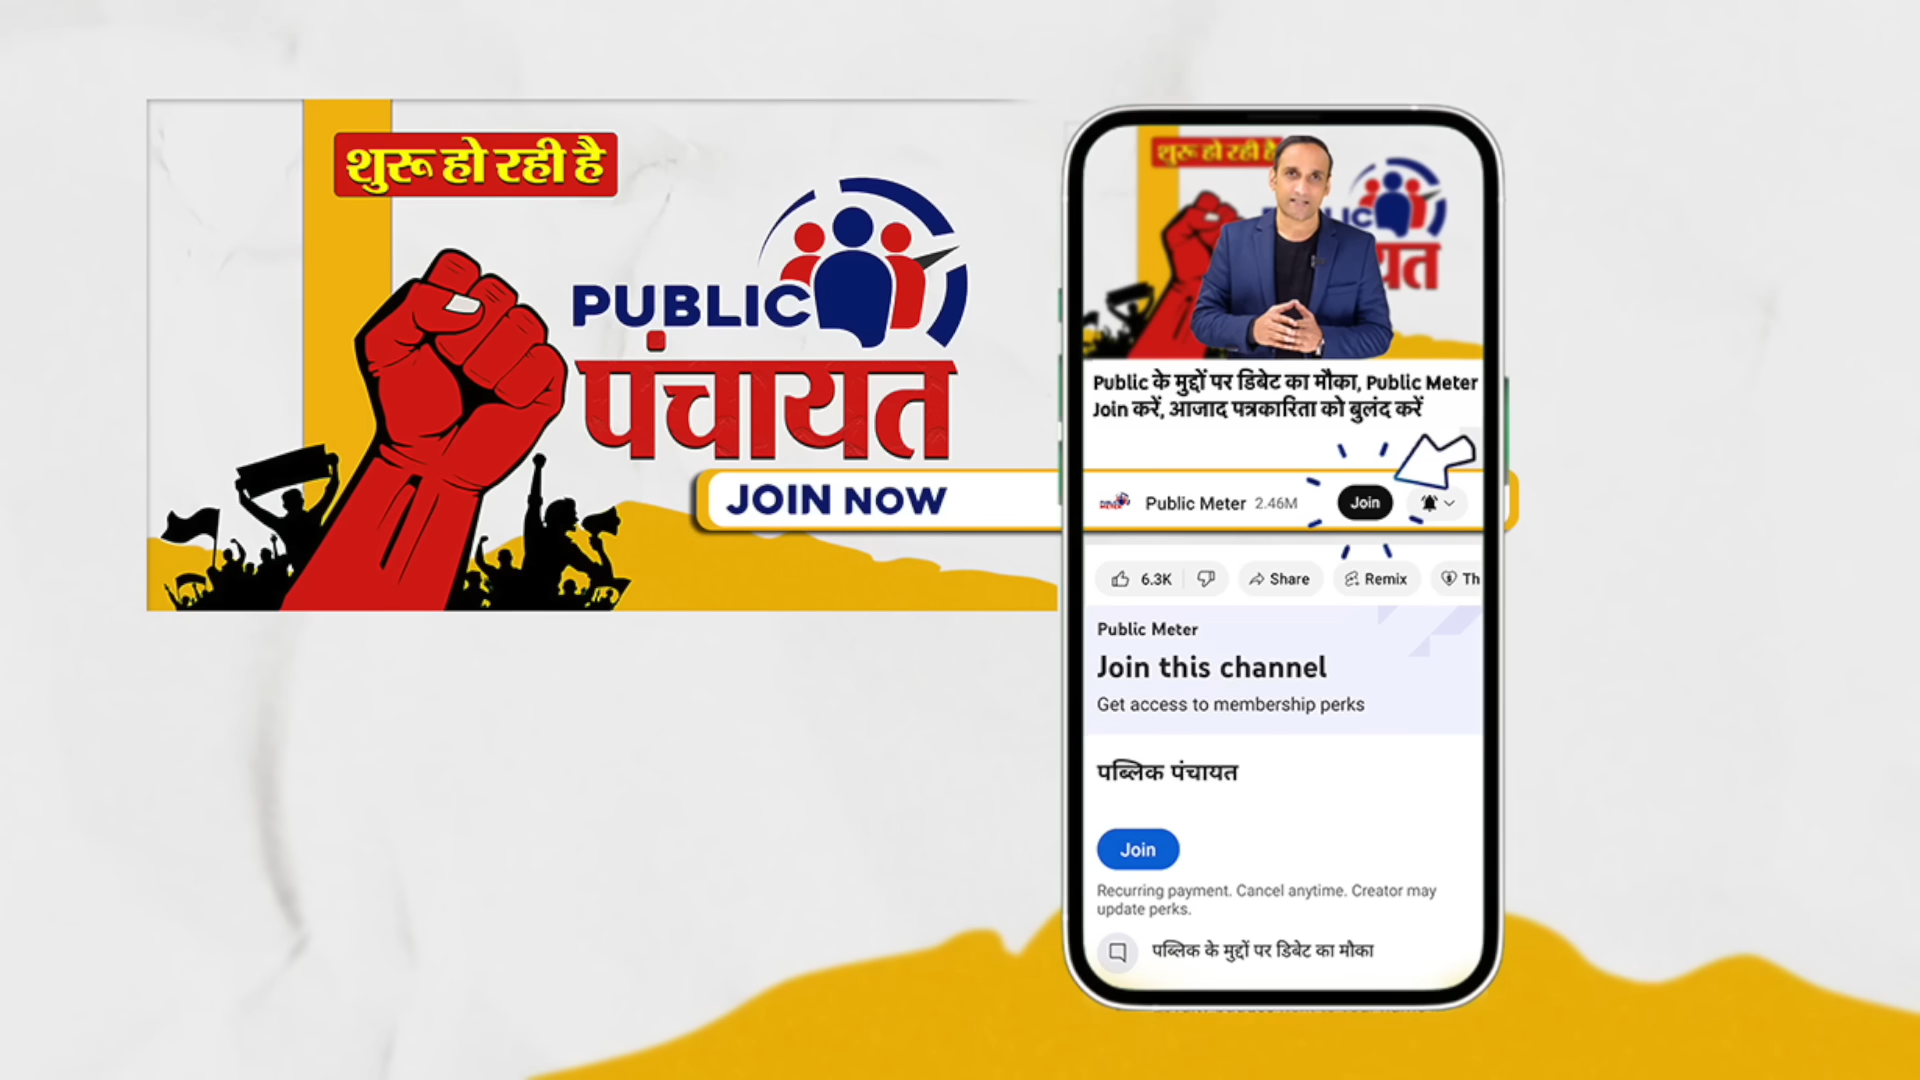 शुरू हो रही है
PUBLIC
पंचायत
JOIN NOW
शुरू हो रही है
Public के मुद्दों पर डिबेट का मौका, Public Meter
Join करें, आजाद पत्रकारिता को बुलंद करें
Public Meter 2.46M Join
6.3K Share Remix Th
Public Meter
Join this channel
Get access to membership perks
पब्लिक पंचायत
Join
Recurring payment. Cancel anytime. Creator may
update perks.
पब्लिक के मुद्दों पर डिबेट का मौका